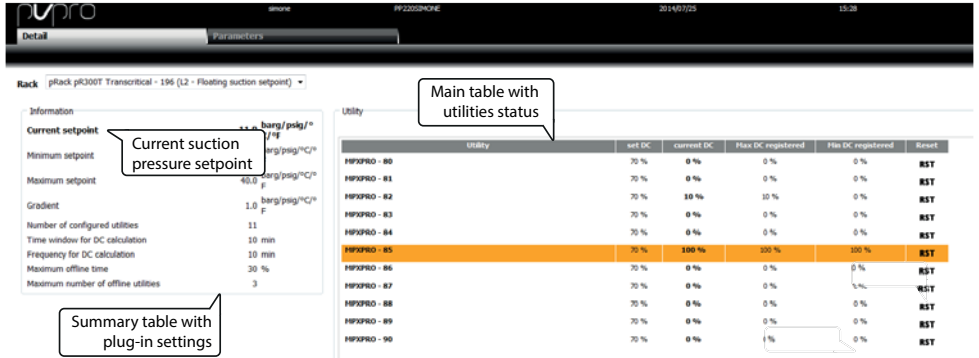 pvpro
simone PP220SIMONE 2014/07/25 15:28
Detail Parameters
Rack pRack pR300T Transcritical - 196 (L2 - Floating suction setpoint)
Main table with
utilities status
Information
Utility
Current setpoint barg/psig/°
Current suction
pressure setpoint
Minimum setpoint
Maximum setpoint 40.0 barg/psig/°C/°
F
Gradient 1.0 barg/psig/°C/°
F
Number of configured utilities 11
Time window for DC calculation 10 min
Frequency for DC calculation 10 min
Maximum offline time 30 %
Maximum number of offline utilities 3
Summary table with
plug-in settings
Utility set DC current DC Max DC registered Min DC registered Reset
MPXPRO - 80 70 % 0 % 0 % 0 % RST
MPXPRO - 81 70 % 0 % 0 % 0 % RST
MPXPRO - 82 70 % 10 % 10 % 0 % RST
MPXPRO - 83 70 % 0 % 0 % 0 % RST
MPXPRO - 84 70 % 0 % 0 % 0 % RST
MPXPRO - 85 70 % 100 % 100 % 100 % RST
MPXPRO - 86 70 % 0 % 0 % 0 % RST
MPXPRO - 87 70 % 0 % 0 % RST
MPXPRO - 88 70 % 0 % 0 % 0 % RST
MPXPRO - 89 70 % 0 % 0 % 0 % RST
MPXPRO - 90 70 % 0 % % 0 % RST